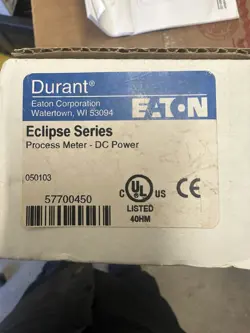 Durant®
Eaton Corporation
Watertown, WI 53094
EATON
Eclipse Series
Process Meter - DC Power
050103
57700450
C UL US
LISTED
40HM
CE